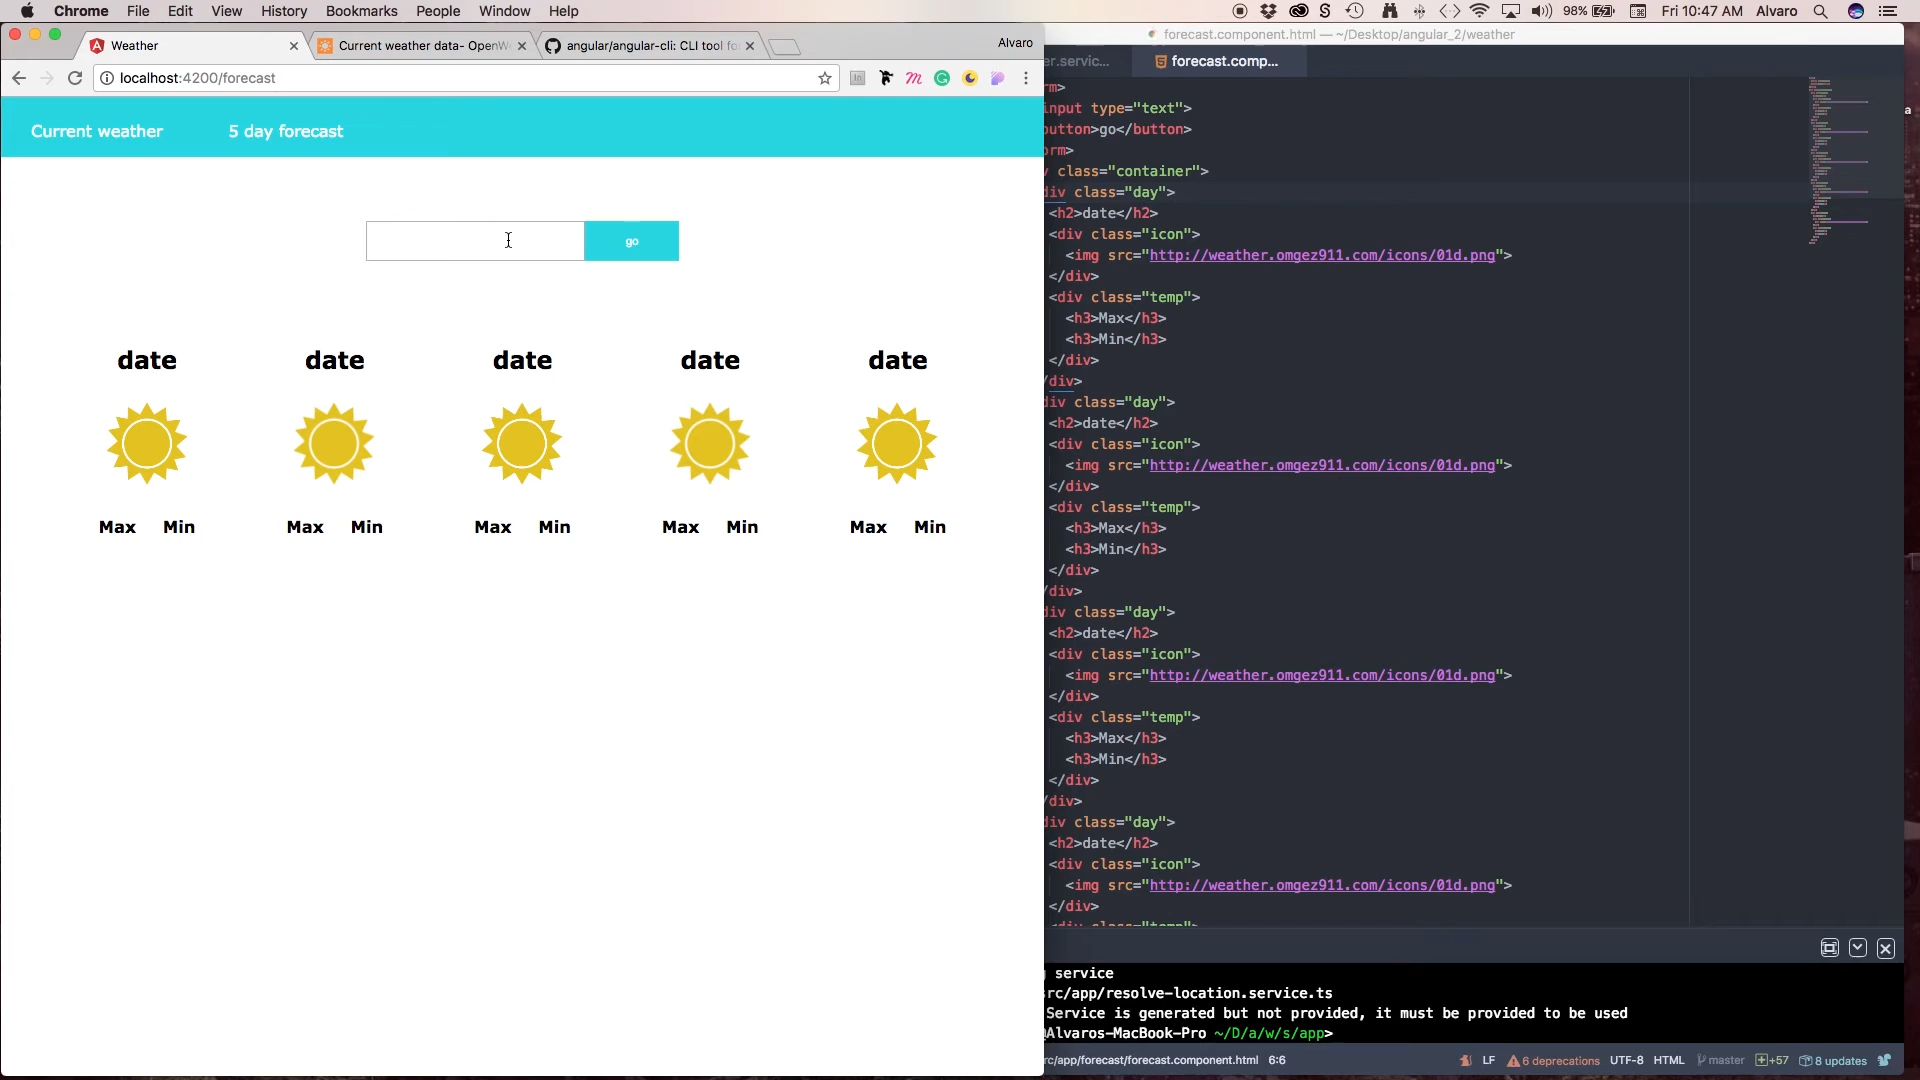 Chrome File Edit View History Bookmarks People Window Help
98% Fri 10:47 AM Alvaro
Weather
Current weather data- OpenW
angular/angular-cli: CLI tool fo
Alvaro
localhost:4200/forecast
Current weather 5 day forecast
go
date date date date date
Max Min Max Min Max Min Max Min Max Min
forecast.component.html — ~/Desktop/angular_2/weather
er.servic... forecast.comp...
rm>
input type="text">
utton>go</button>
orm>
class="container">
div class="day">
<h2>date</h2>
<div class="icon">
<img src="http://weather.omgez911.com/icons/01d.png">
</div>
<div class="temp">
<h3>Max</h3>
<h3>Min</h3>
</div>
/div>
div class="day">
<h2>date</h2>
<div class="icon">
<img src="http://weather.omgez911.com/icons/01d.png">
</div>
<div class="temp">
<h3>Max</h3>
<h3>Min</h3>
</div>
/div>
div class="day">
<h2>date</h2>
<div class="icon">
<img src="http://weather.omgez911.com/icons/01d.png">
</div>
<div class="temp">
<h3>Max</h3>
<h3>Min</h3>
</div>
/div>
div class="day">
<h2>date</h2>
<div class="icon">
<img src="http://weather.omgez911.com/icons/01d.png">
</div>
<div class="temp">
service
src/app/resolve-location.service.ts
Service is generated but not provided, it must be provided to be used
@Alvaros-MacBook-Pro ~/D/a/w/s/app>
rc/app/forecast/forecast.component.html 6:6 LF 6 deprecations UTF-8 HTML master +57 8 updates